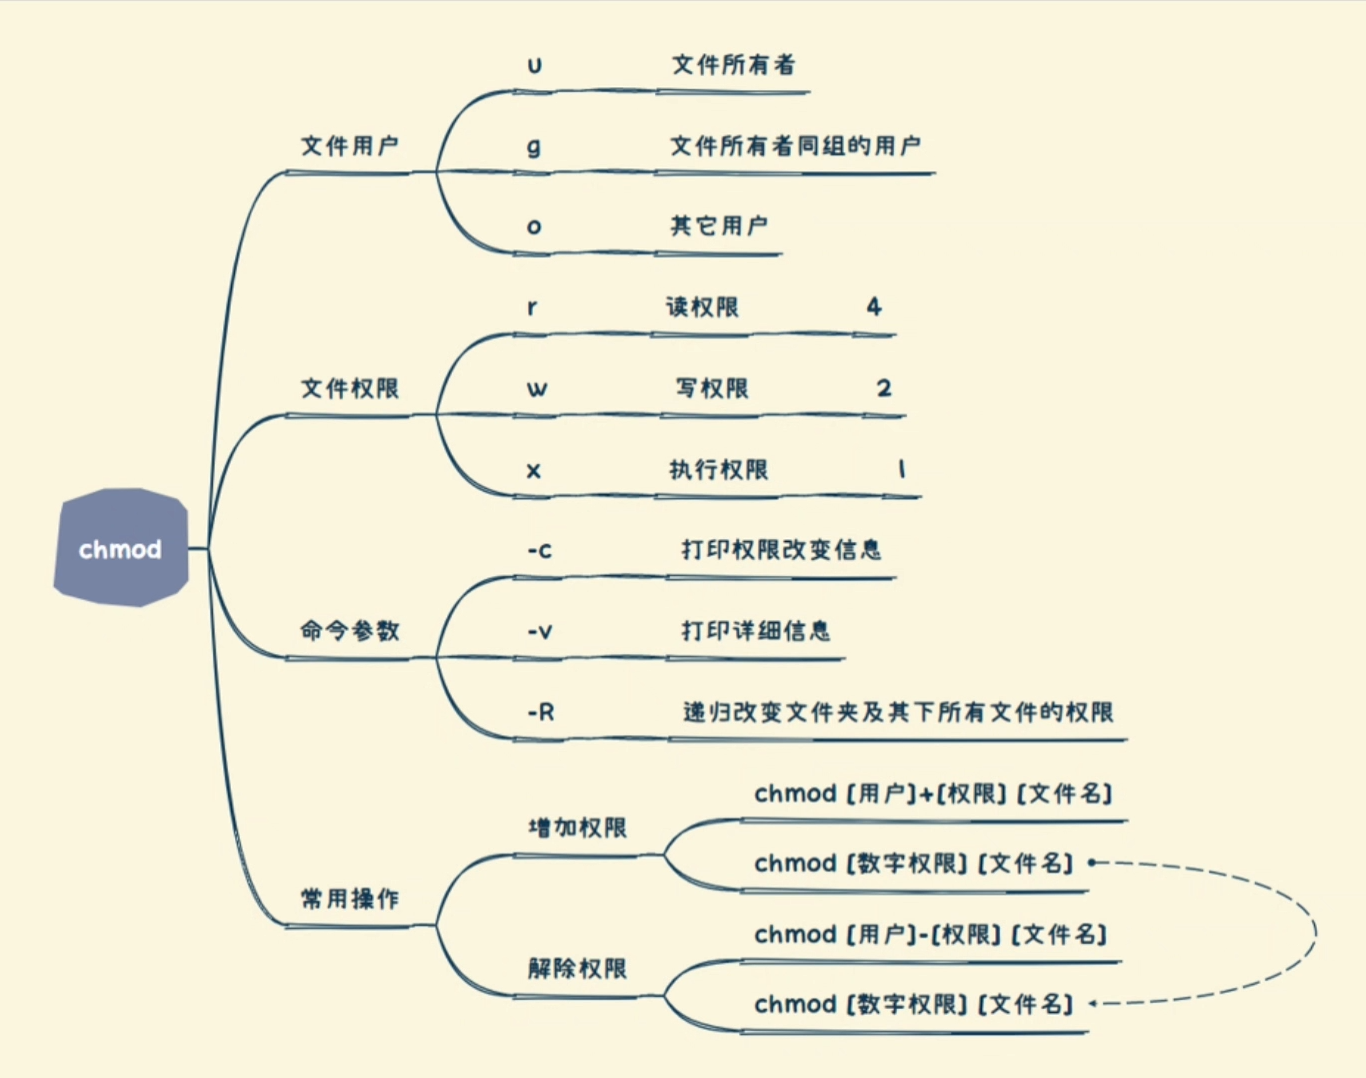 chmod
文件用户
u 文件所有者
g 文件所有者同组的用户
o 其它用户
文件权限
r 读权限 4
w 写权限 2
x 执行权限 1
命令参数
-c 打印权限改变信息
-v 打印详细信息
-R 递归改变文件夹及其下所有文件的权限
常用操作
增加权限
chmod [用户]+[权限] [文件名]
chmod [数字权限] [文件名]
解除权限
chmod [用户]-[权限] [文件名]
chmod [数字权限] [文件名]